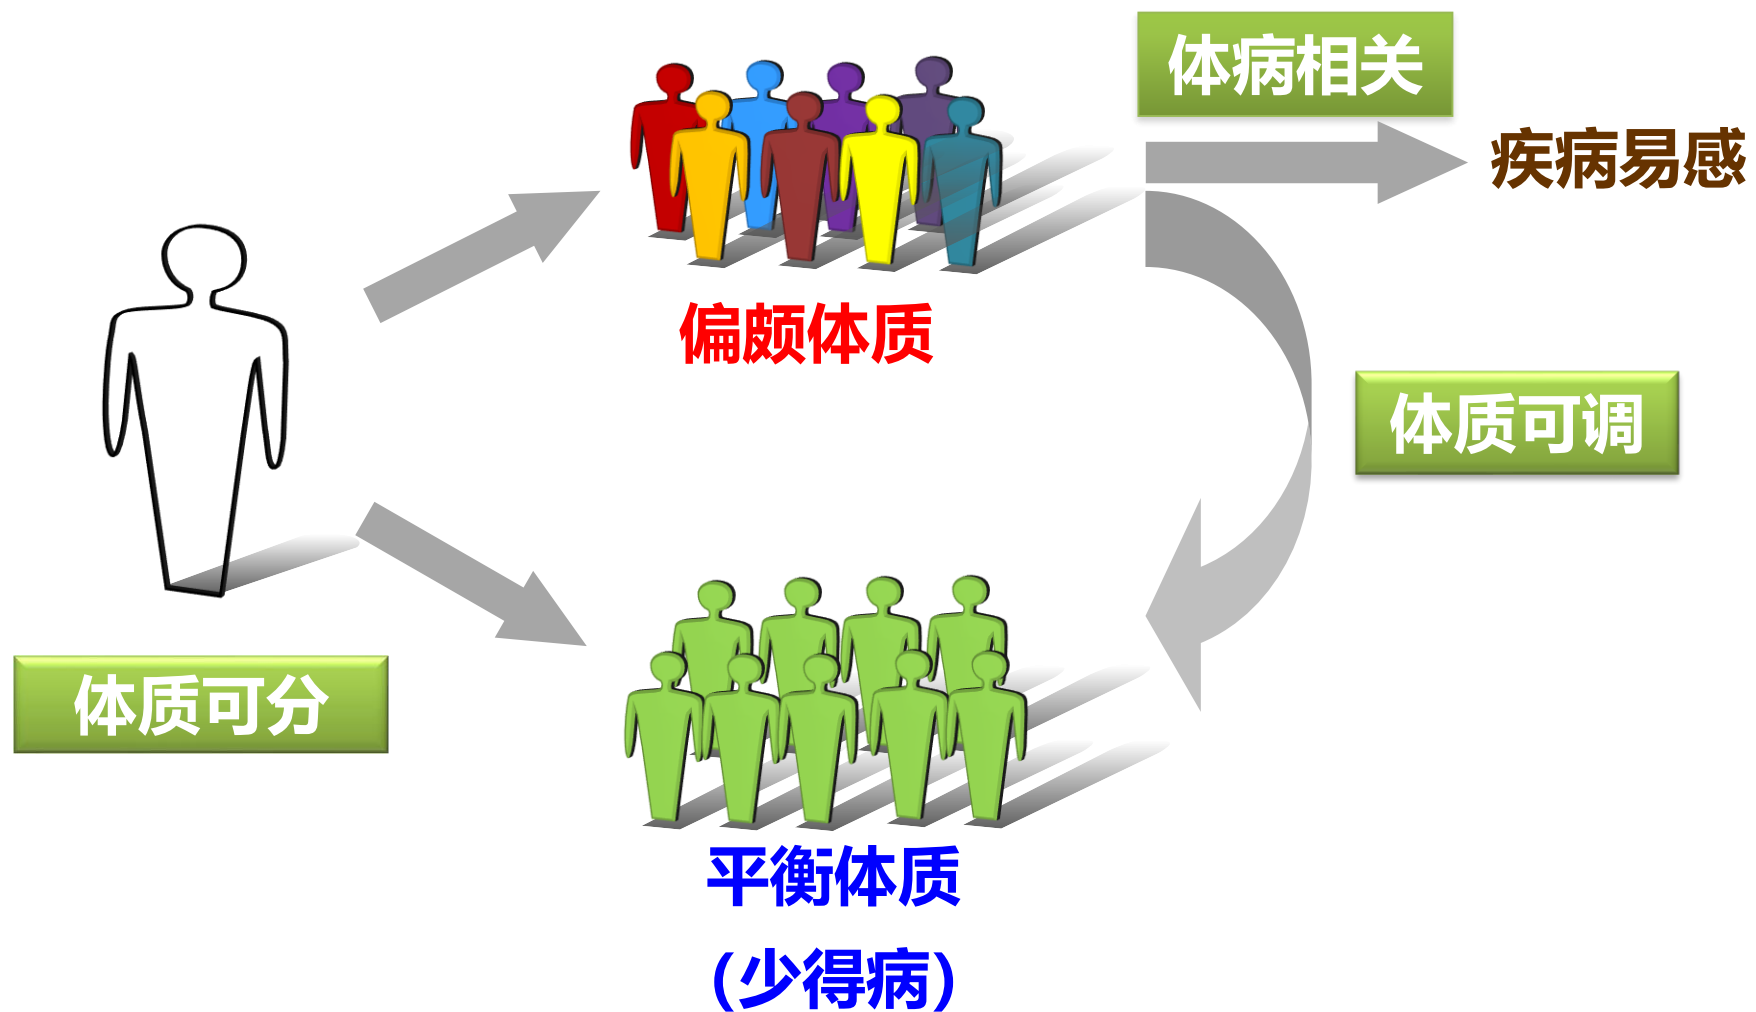 体病相关
疾病易感
偏颇体质
体质可调
体质可分
平衡体质
（少得病）